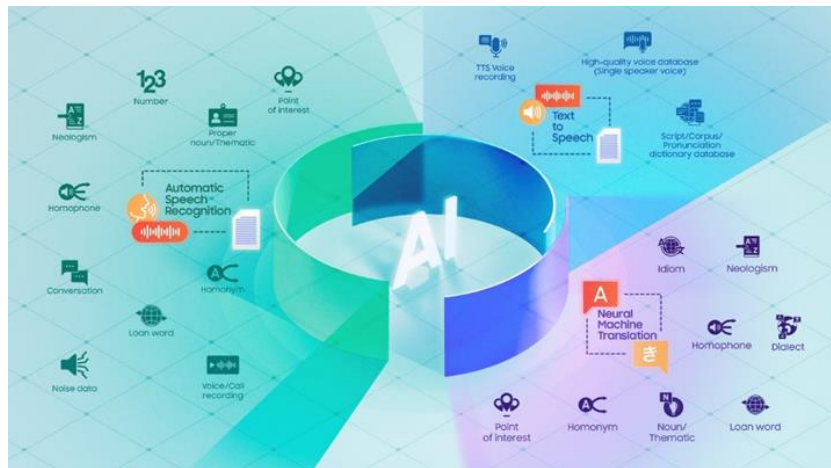 123
Number
Point
of interest
A
Z
Neologism
Proper
noun/Thematic
Homophone
Automatic
Speech
Recognition
Conversation
A
Homonym
Loan word
Noise data
Voice/Call
recording
AI
TTS Voice
recording
High-quality voice database
(Single speaker voice)
Text
to
Speech
Script/Corpus/
Pronunciation
dictionary database
Idiom
A
Z
Neologism
A
Neural
Machine
Translation
き
Homophone
Dialect
Point
of interest
A
Homonym
N
Noun/
Thematic
Loan word